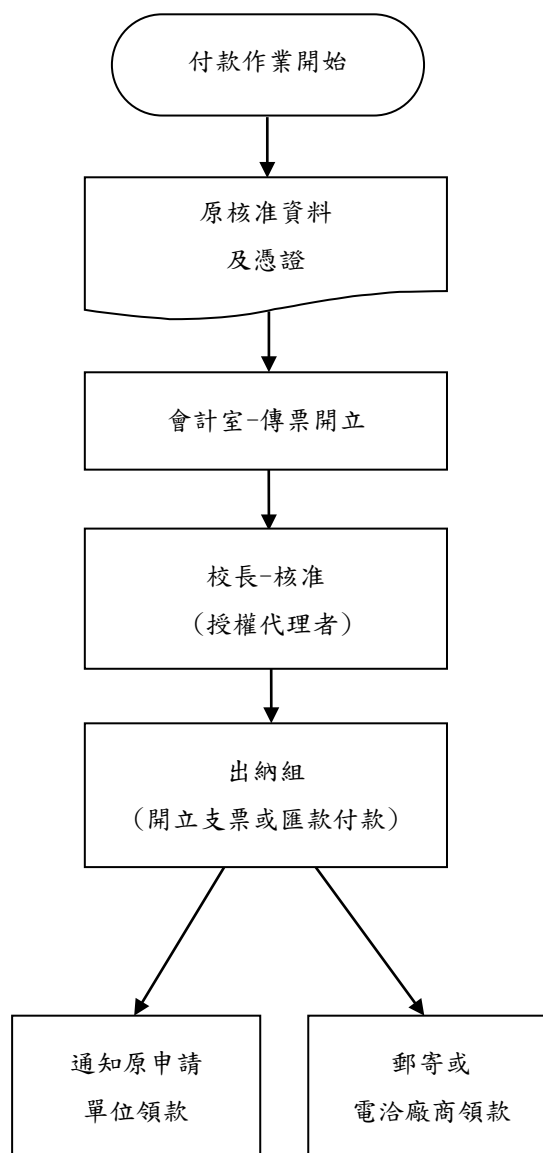 付款作業開始
原核准資料
及憑證
會計室-傳票開立
校長-核准
(授權代理者)
出納組
(開立支票或匯款付款)
通知原申請
單位領款
郵寄或
電洽廠商領款